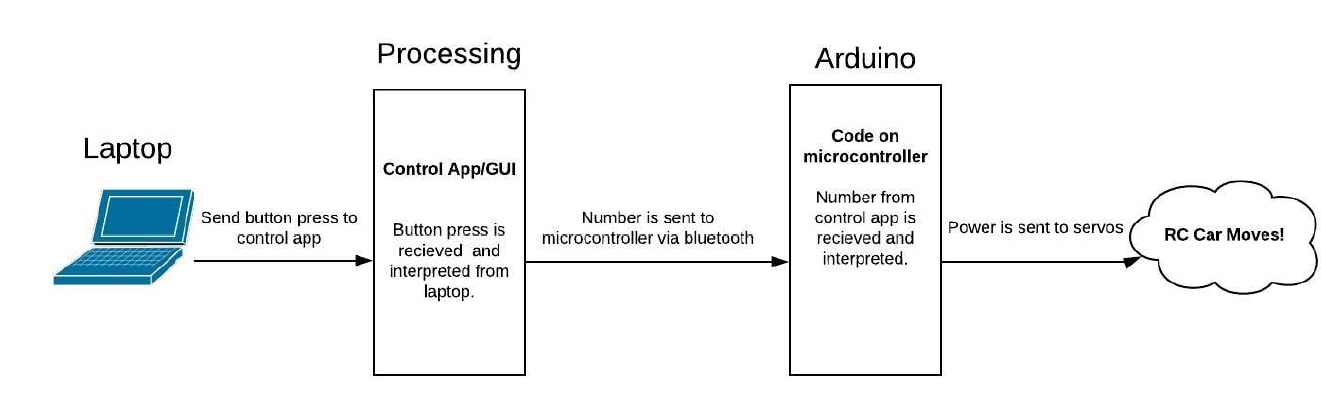 Laptop
Send button press to
control app
Processing
Control App/GUI
Button press is
recieved and
interpreted from
laptop.
Number is sent to
microcontroller via bluetooth
Arduino
Code on
microcontroller
Number from
control app is
recieved and
interpreted.
Power is sent to servos
RC Car Moves!